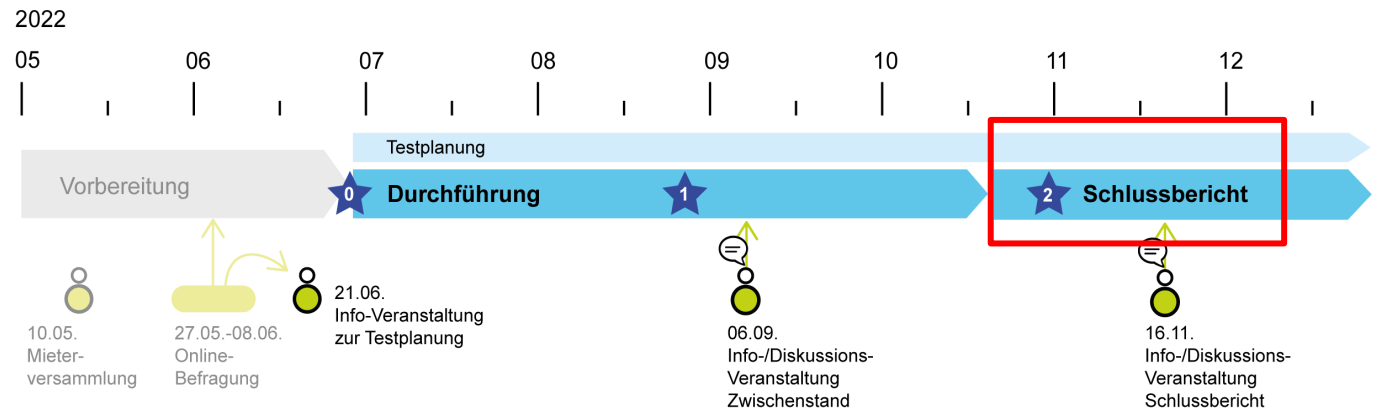 2022
05 06 07 08 09 10 11 12
Testplanung
Vorbereitung
0
Durchführung
1
2
Schlussbericht
10.05.
Mieter-
versammlung
27.05.-08.06.
Online-
Befragung
21.06.
Info-Veranstaltung
zur Testplanung
06.09.
Info-/Diskussions-
Veranstaltung
Zwischenstand
16.11.
Info-/Diskussions-
Veranstaltung
Schlussbericht